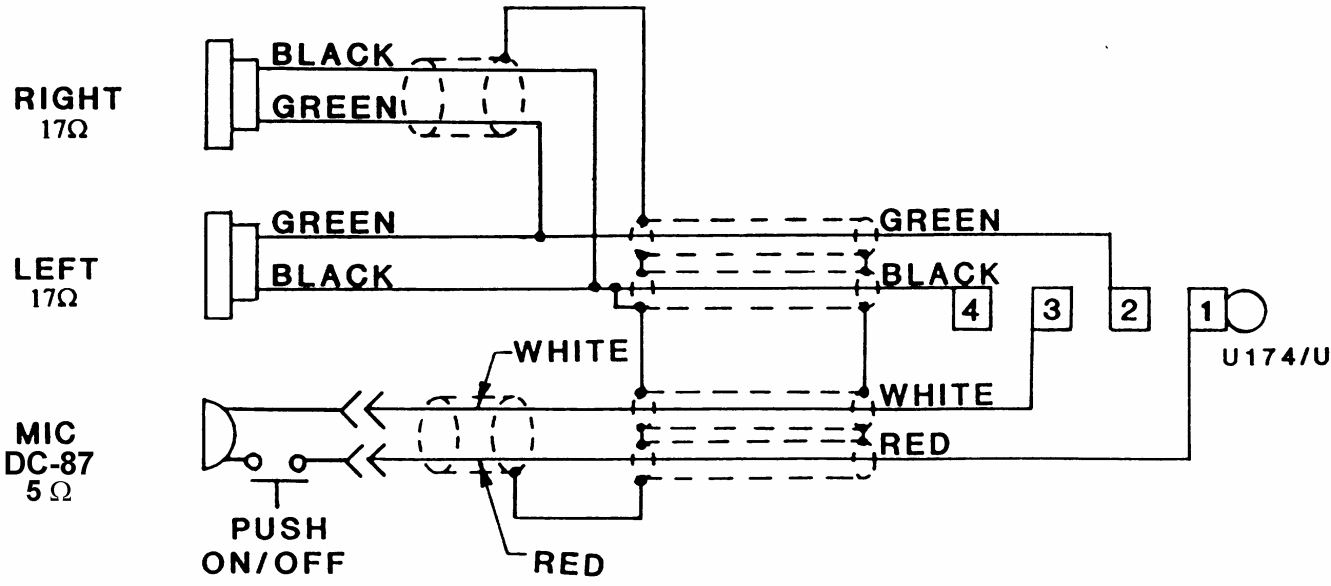 BLACK
RIGHT
17Ω
GREEN
GREEN
GREEN
LEFT
17Ω
BLACK
BLACK
4
3
2
1
U174/U
WHITE
WHITE
MIC
DC-87
5 Ω
RED
PUSH
ON/OFF
RED